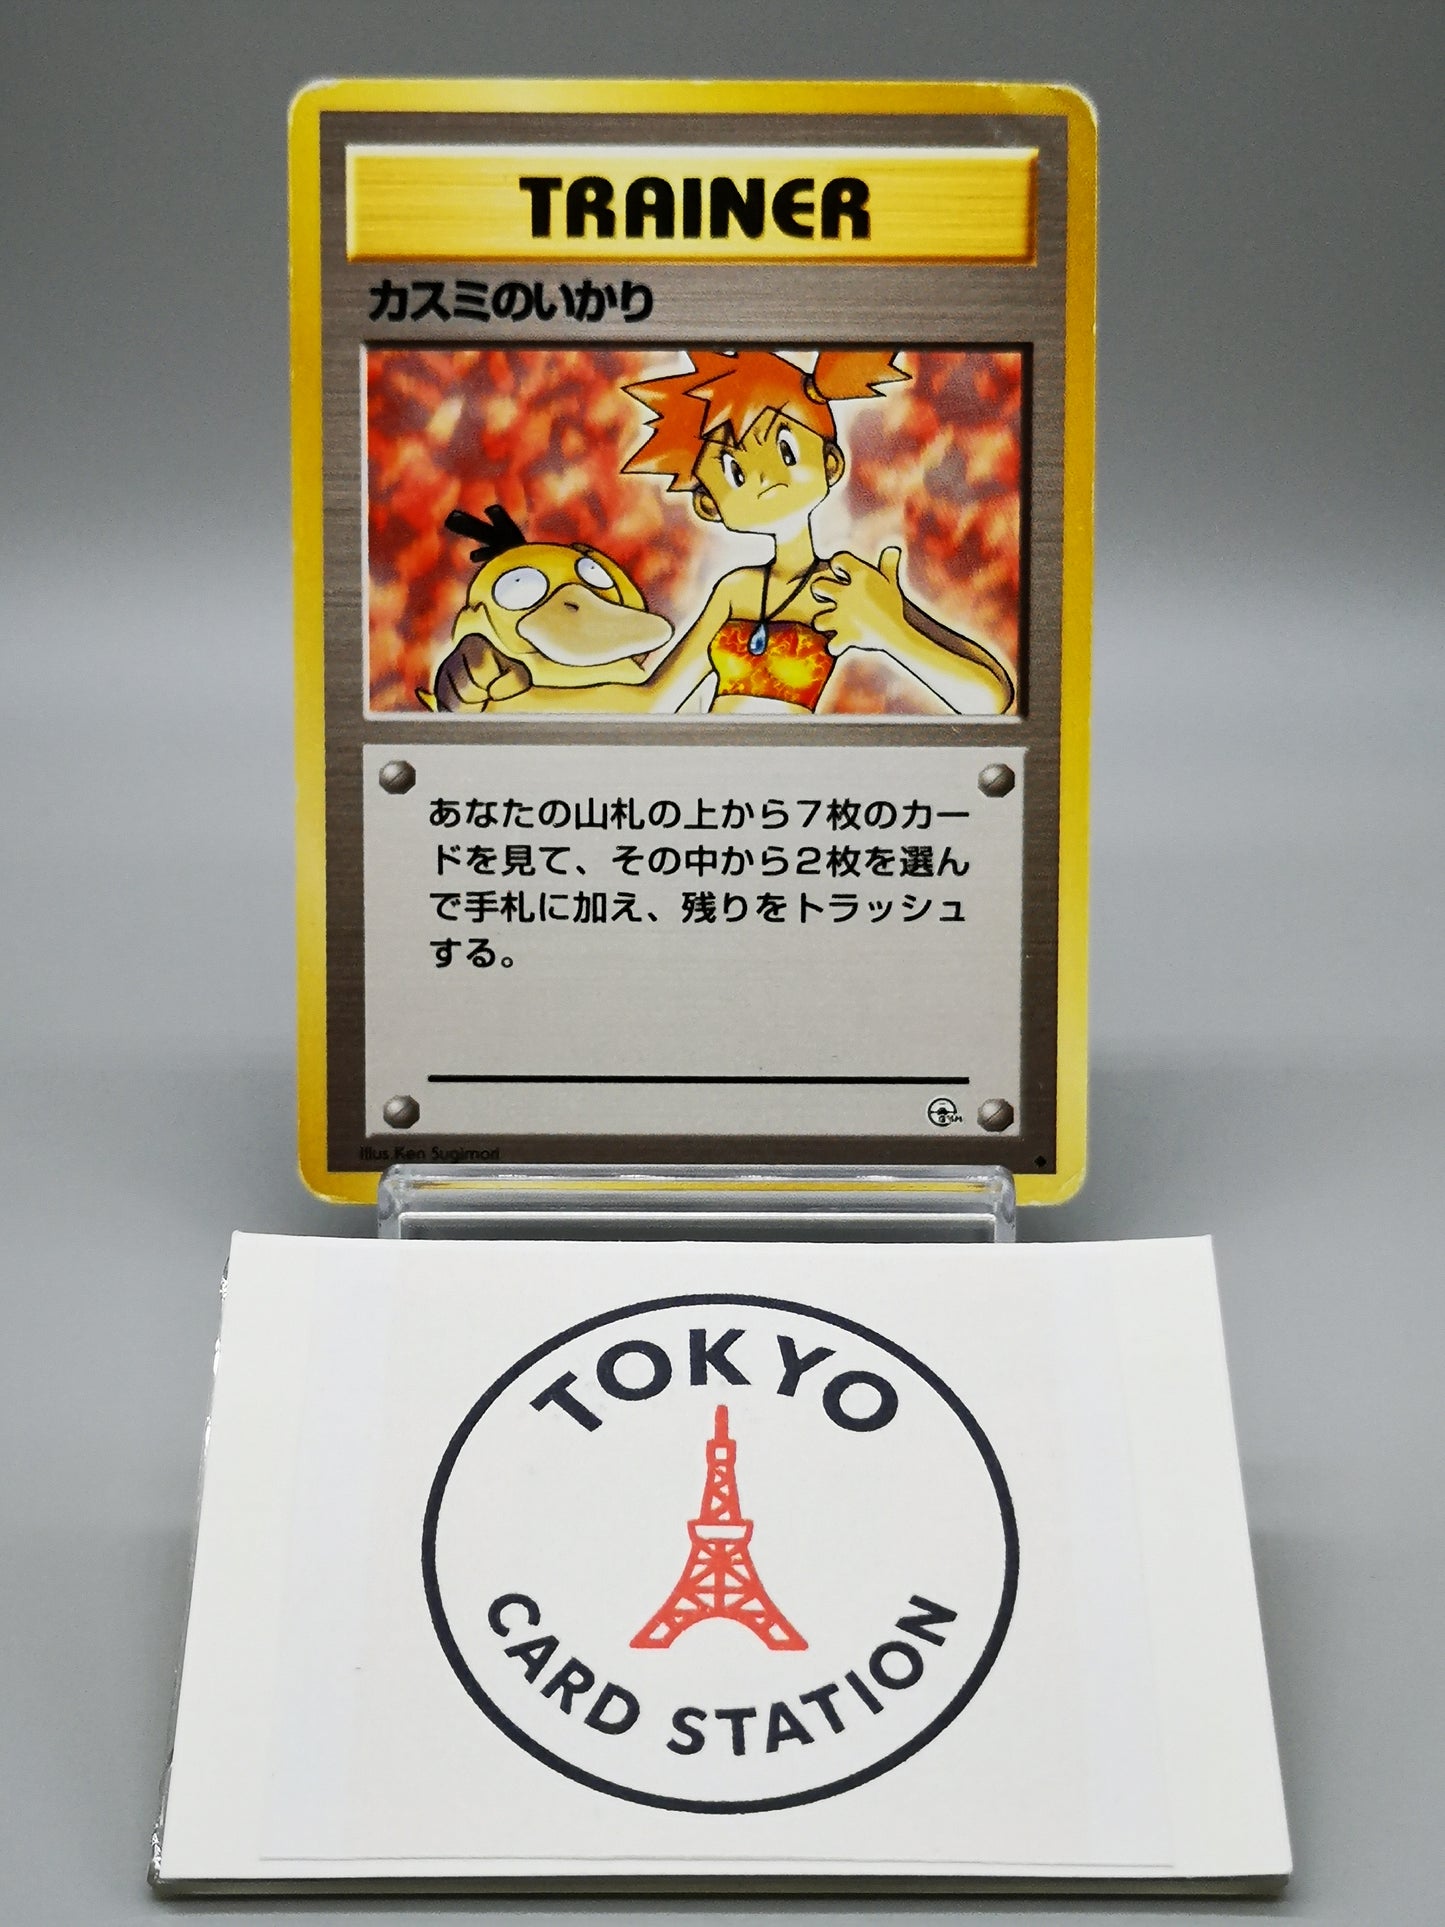 TRAINER
カスミのいかり
あなたの山札の上から7枚のカー
ドを見て、その中から2枚を選ん
で手札に加え、残りをトラッシュ
する。
GYM
Illus. Ken Sugimori
TOKYO
CARD STATION